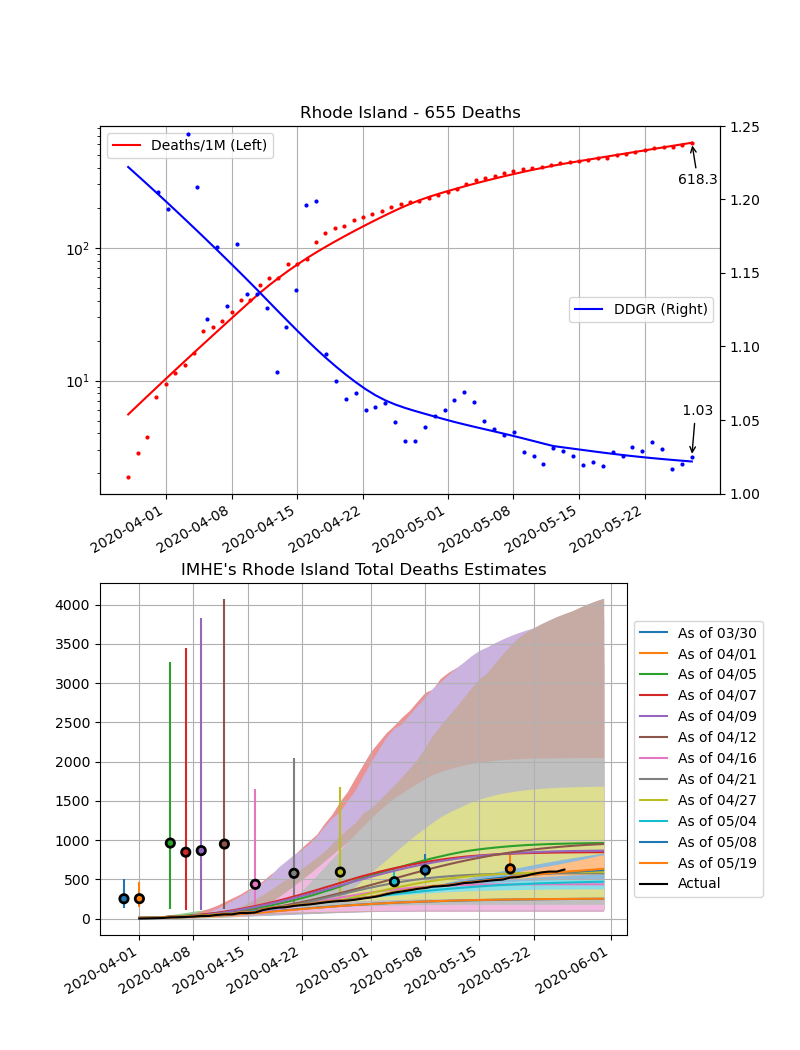 Rhode Island - 655 Deaths
Deaths/1M (Left)
DDGR (Right)
618.3
1.03
10²
10¹
1.25
1.20
1.15
1.10
1.05
1.00
2020-04-01
2020-04-08
2020-04-15
2020-04-22
2020-05-01
2020-05-08
2020-05-15
2020-05-22
IMHE's Rhode Island Total Deaths Estimates
4000
3500
3000
2500
2000
1500
1000
500
0
2020-04-01
2020-04-08
2020-04-15
2020-04-22
2020-05-01
2020-05-08
2020-05-15
2020-05-22
2020-06-01
As of 03/30
As of 04/01
As of 04/05
As of 04/07
As of 04/09
As of 04/12
As of 04/16
As of 04/21
As of 04/27
As of 05/04
As of 05/08
As of 05/19
Actual